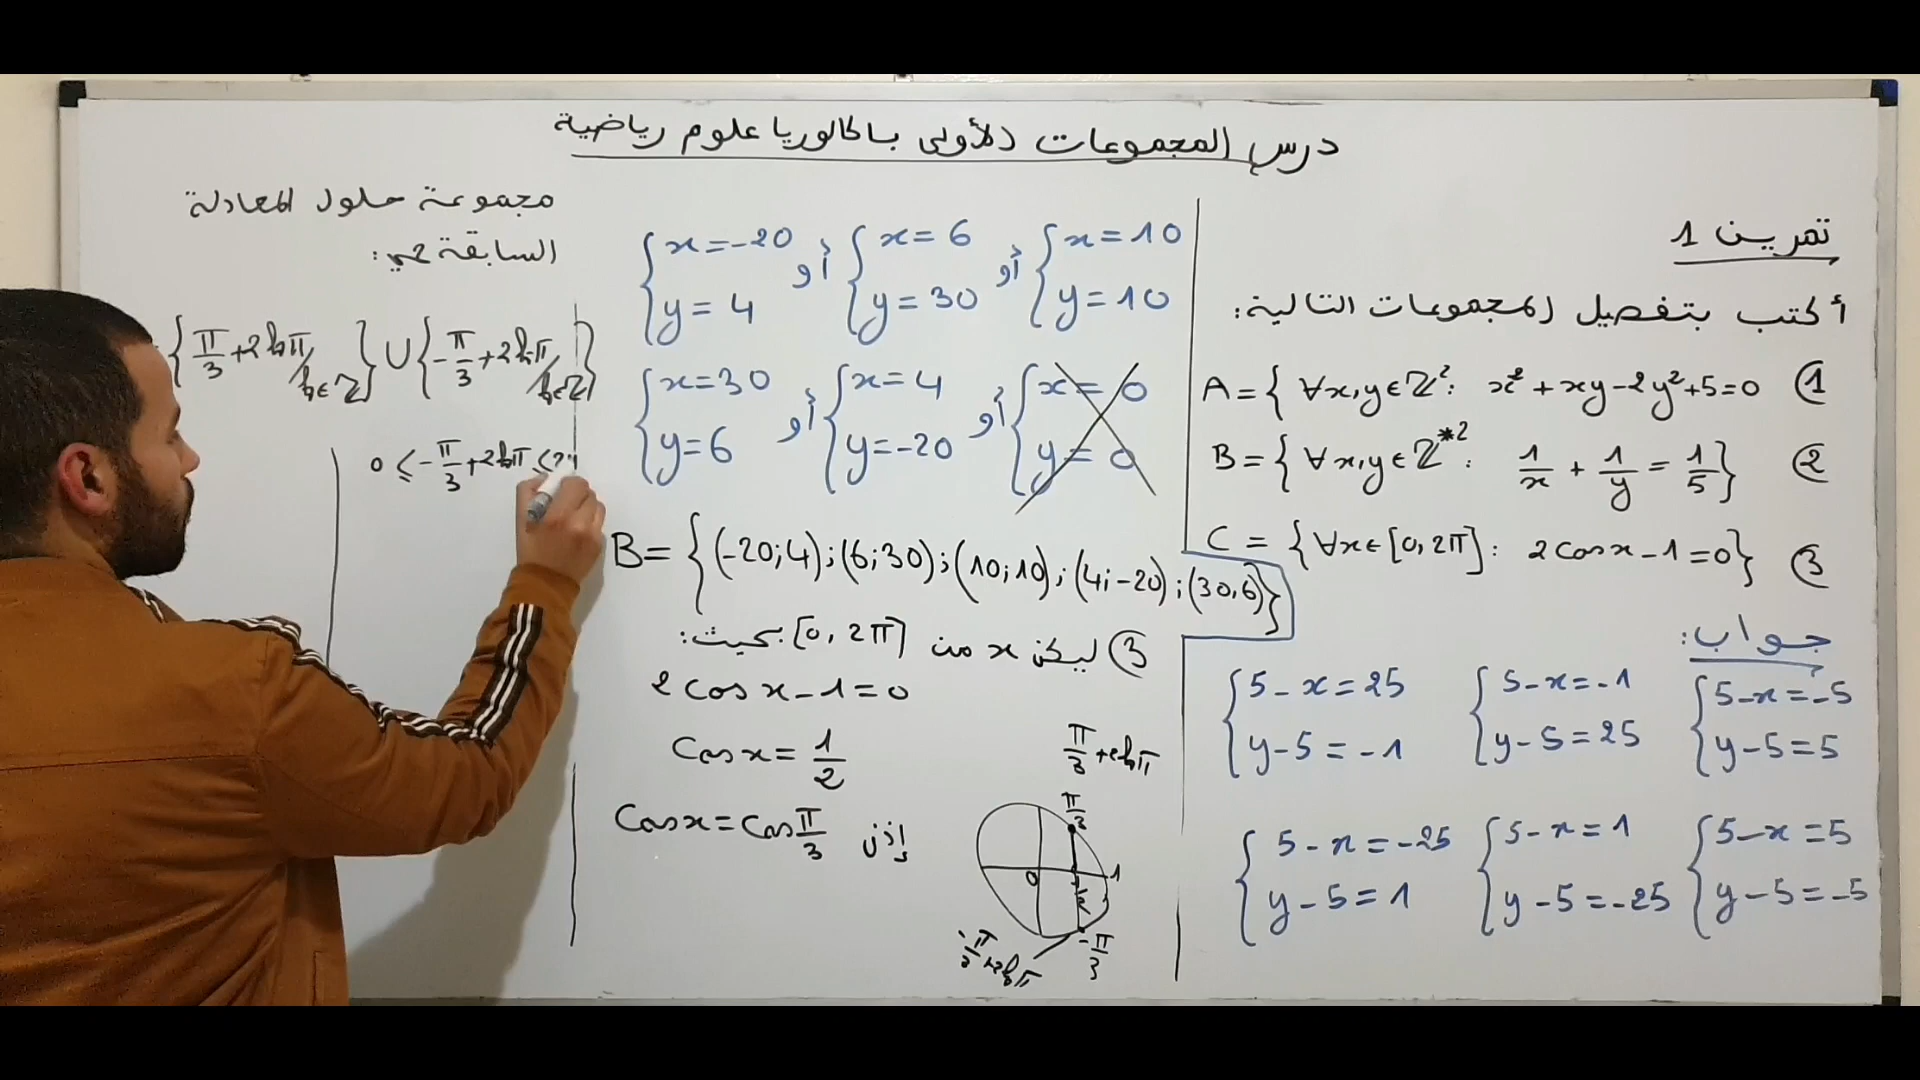 درس المجموعات للأولى باكالوريا علوم رياضية
تمرين 1
أكتب بتفصيل المجموعات التالية:
A = { ∀x,y∈ℤ²: x² + xy - 2y² + 5 = 0 ①
B = { ∀x,y∈ℤ*²: 1/x + 1/y = 1/5 } ②
C = { ∀x∈[0,2π]: 2cosx - 1 = 0 } ③
جواب:
{ 5-x=-5 { 5-x=-1 { 5-x=25
{ y-5=5 { y-5=25 { y-5=-1
{ 5-x=5 { 5-x=1 { 5-x=-25
{ y-5=-5 { y-5=-25 { y-5=1
{ x=10 أو { x=6 أو { x=-20
{ y=10 { y=30 { y=4
{ x=0 أو { x=4 أو { x=30
{ y=0 { y=-20 { y=6
B = { (-20;4);(6;30);(10;10);(4;-20);(30,6) }
③ ليكن x من [0,2π] بحيث:
2cosx - 1 = 0
Cosx = 1/2
Cosx = Cos π/3 إذن
π/3 + 2kπ
π/3
0 1
1/2
-π/3
-π/3 + 2kπ
مجموعة حلول المعادلة
السابقة هي:
{ π/3 + 2kπ / k∈ℤ } ∪ { -π/3 + 2kπ / k∈ℤ }
0 ≤ -π/3 + 2kπ ≤ 2